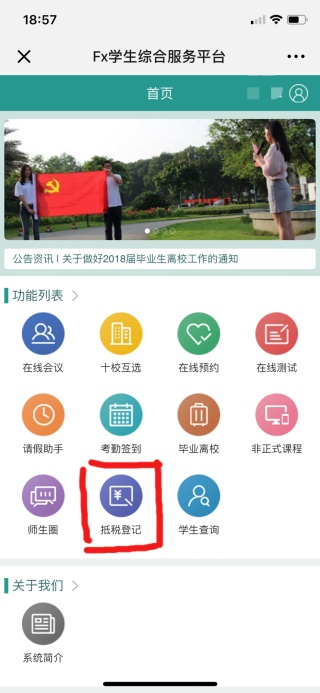 18:57
Fx学生综合服务平台
首页
公告资讯 | 关于做好2018届毕业生离校工作的通知
功能列表
在线会议 十校互选 在线预约 在线测试
请假助手 考勤签到 毕业离校 非正式课程
师生圈 抵税登记 学生查询
关于我们
系统简介